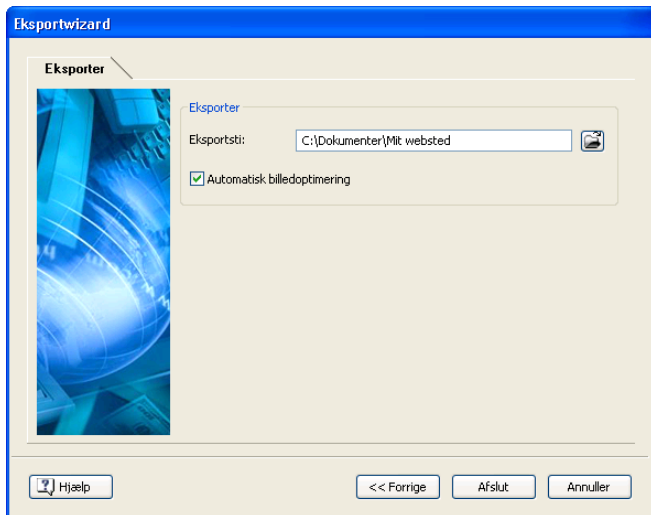 Eksportwizard
Eksporter
Eksporter
Eksportsti:
C:\Dokumenter\Mit websted
Automatisk billedoptimering
Hjælp
<< Forrige
Afslut
Annuller